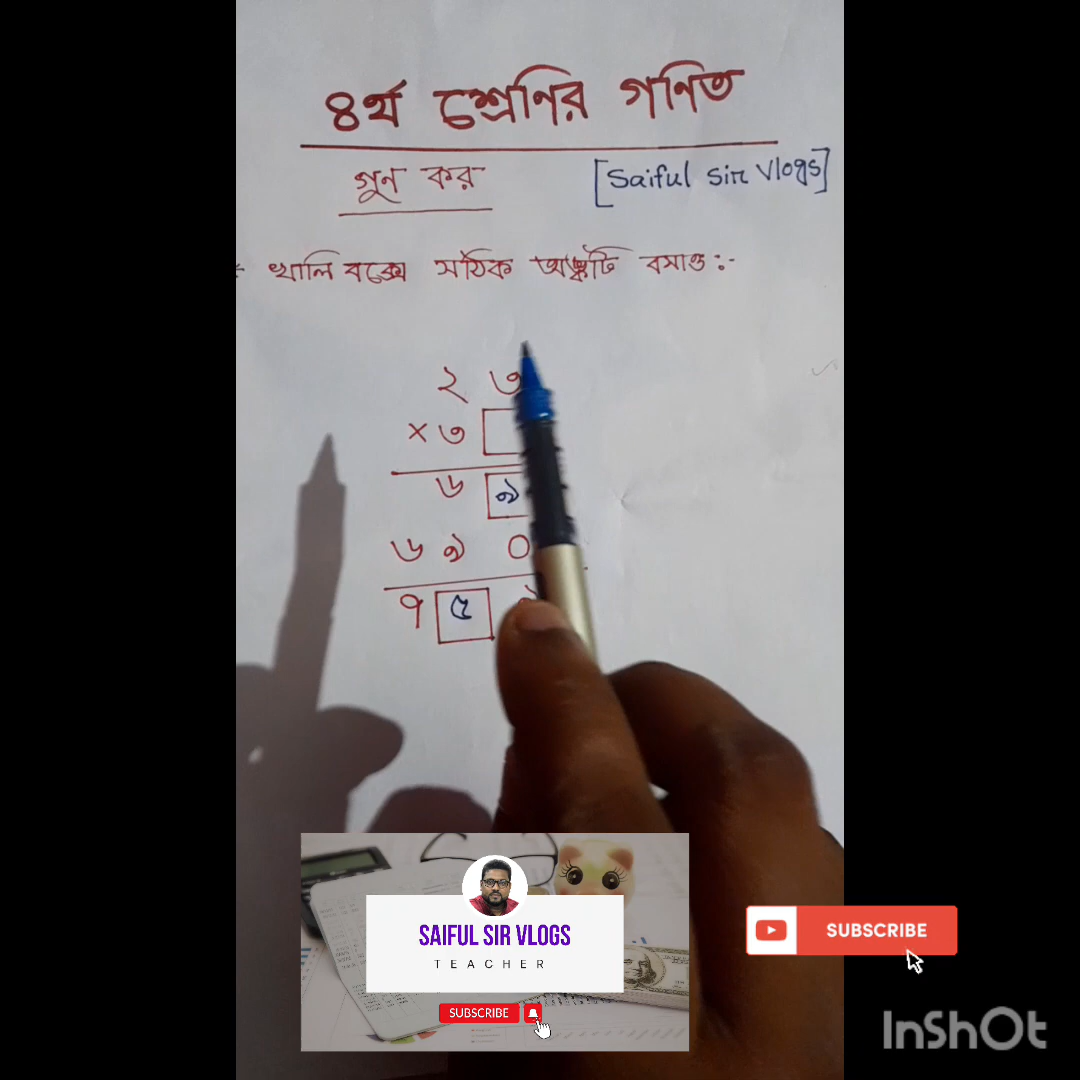 ৪র্থ শ্রেণির গনিত
গুন কর [Saiful Sir Vlogs]
খালি বক্সে সঠিক অঙ্কটি বসাও :-
২ ৩
× ৩
৬ ৯
৬ ৯ ০
৭ ৫
SAIFUL SIR VLOGS
TEACHER
SUBSCRIBE
SUBSCRIBE
InShOt